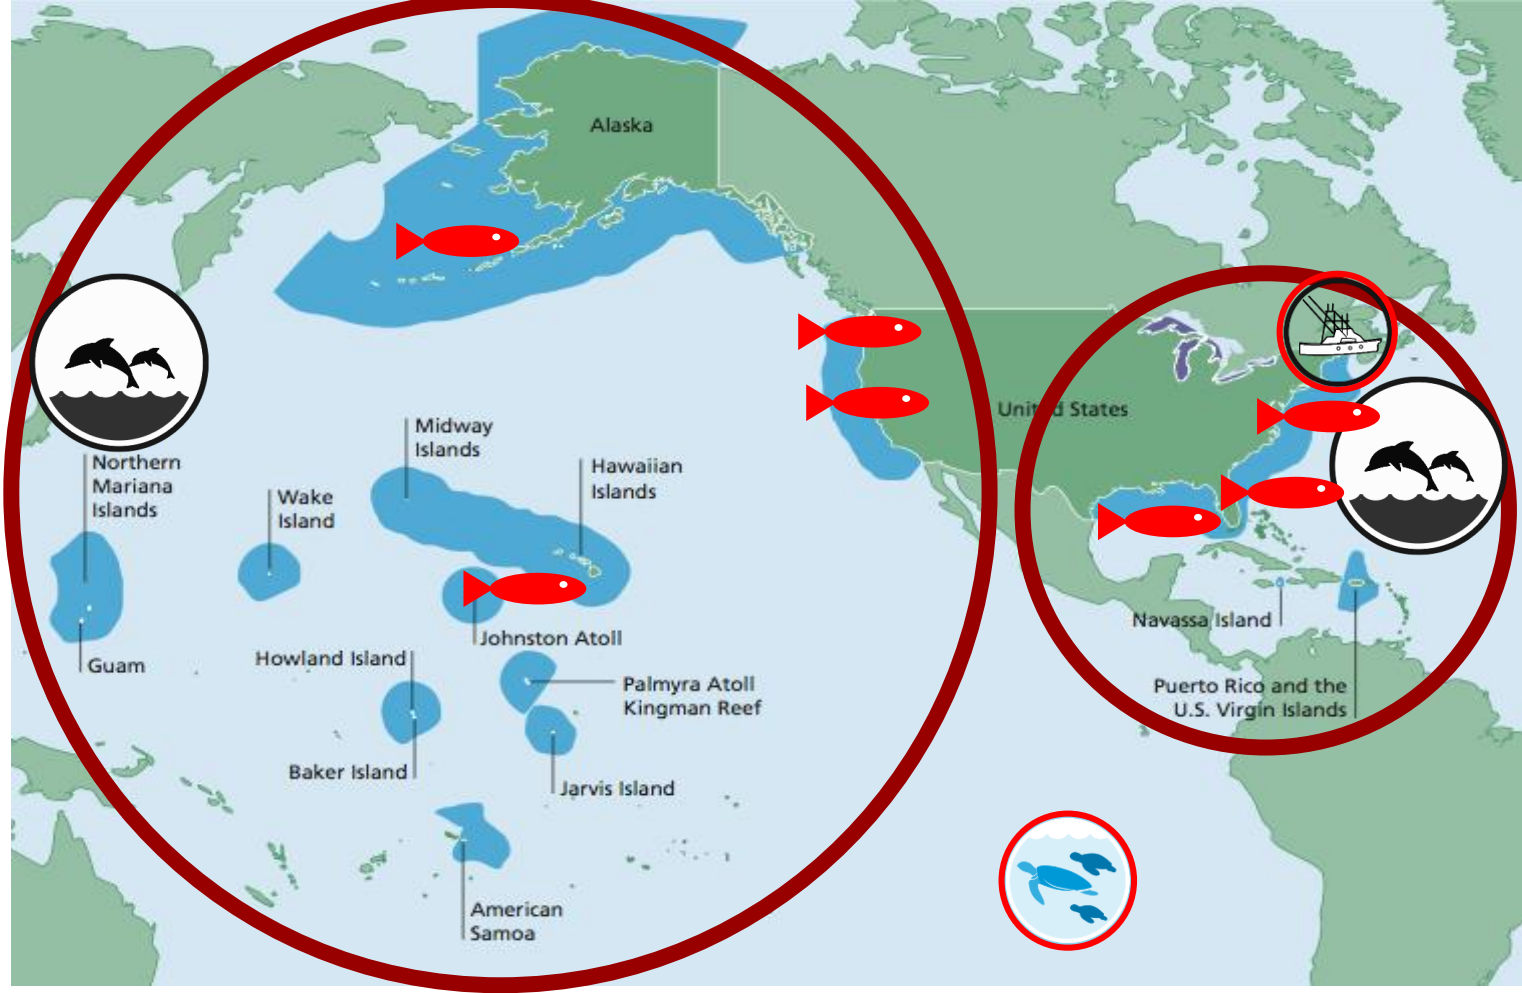 Alaska
United States
Midway
Islands
Hawaiian
Islands
Northern
Mariana
Islands
Wake
Island
Guam
Johnston Atoll
Howland Island
Palmyra Atoll
Kingman Reef
Baker Island
Jarvis Island
American
Samoa
Navassa Island
Puerto Rico and the
U.S. Virgin Islands